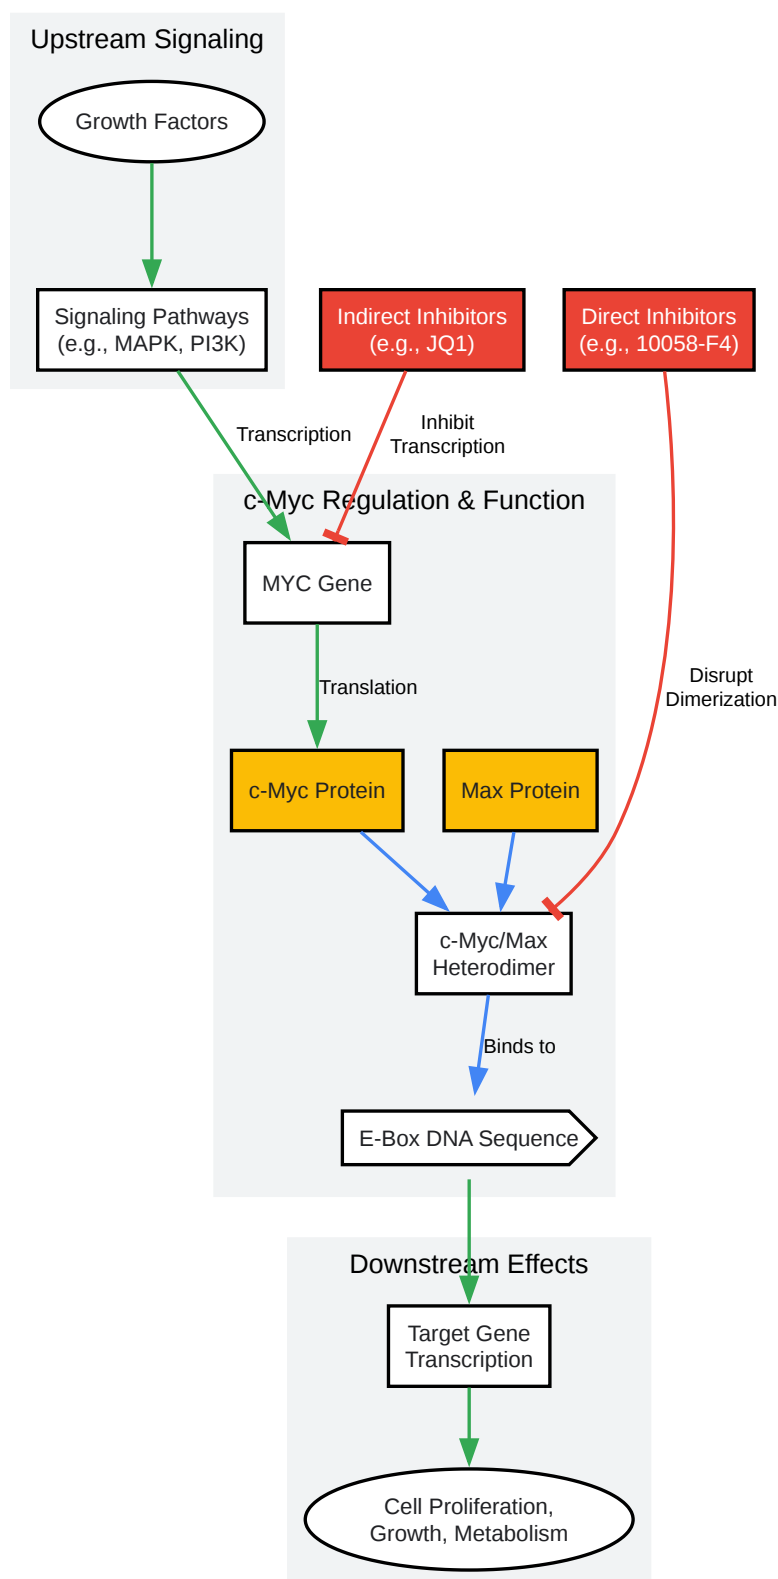 Upstream Signaling
Growth Factors
Signaling Pathways
(e.g., MAPK, PI3K)
Indirect Inhibitors
(e.g., JQ1)
Direct Inhibitors
(e.g., 10058-F4)
Transcription
Inhibit
Transcription
c-Myc Regulation & Function
MYC Gene
Translation
Disrupt
Dimerization
c-Myc Protein
Max Protein
c-Myc/Max
Heterodimer
Binds to
E-Box DNA Sequence
Downstream Effects
Target Gene
Transcription
Cell Proliferation,
Growth, Metabolism